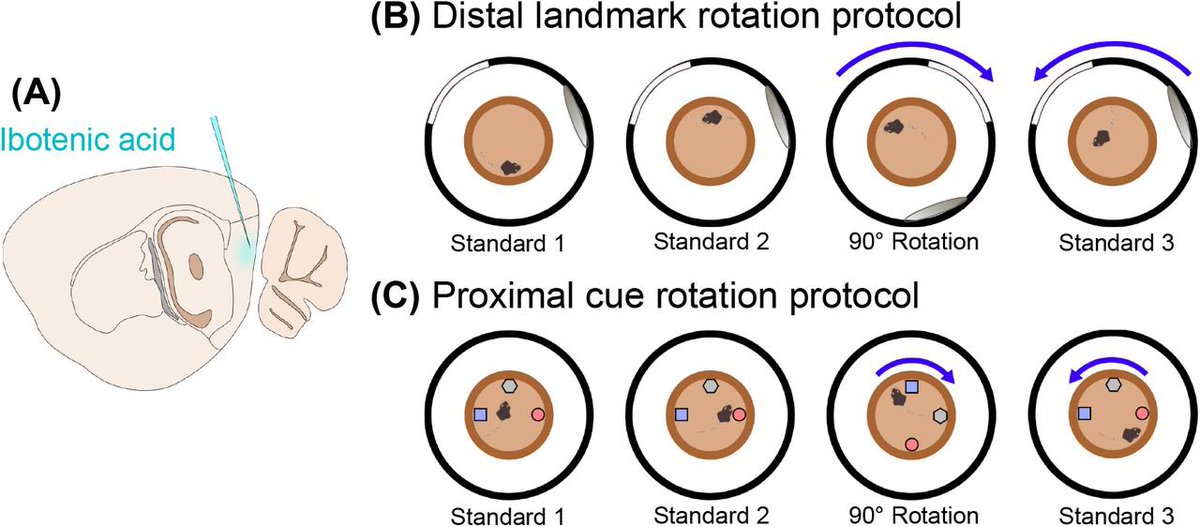 (A)
Ibotenic acid
(B) Distal landmark rotation protocol
Standard 1
Standard 2
90° Rotation
Standard 3
(C) Proximal cue rotation protocol
Standard 1
Standard 2
90° Rotation
Standard 3